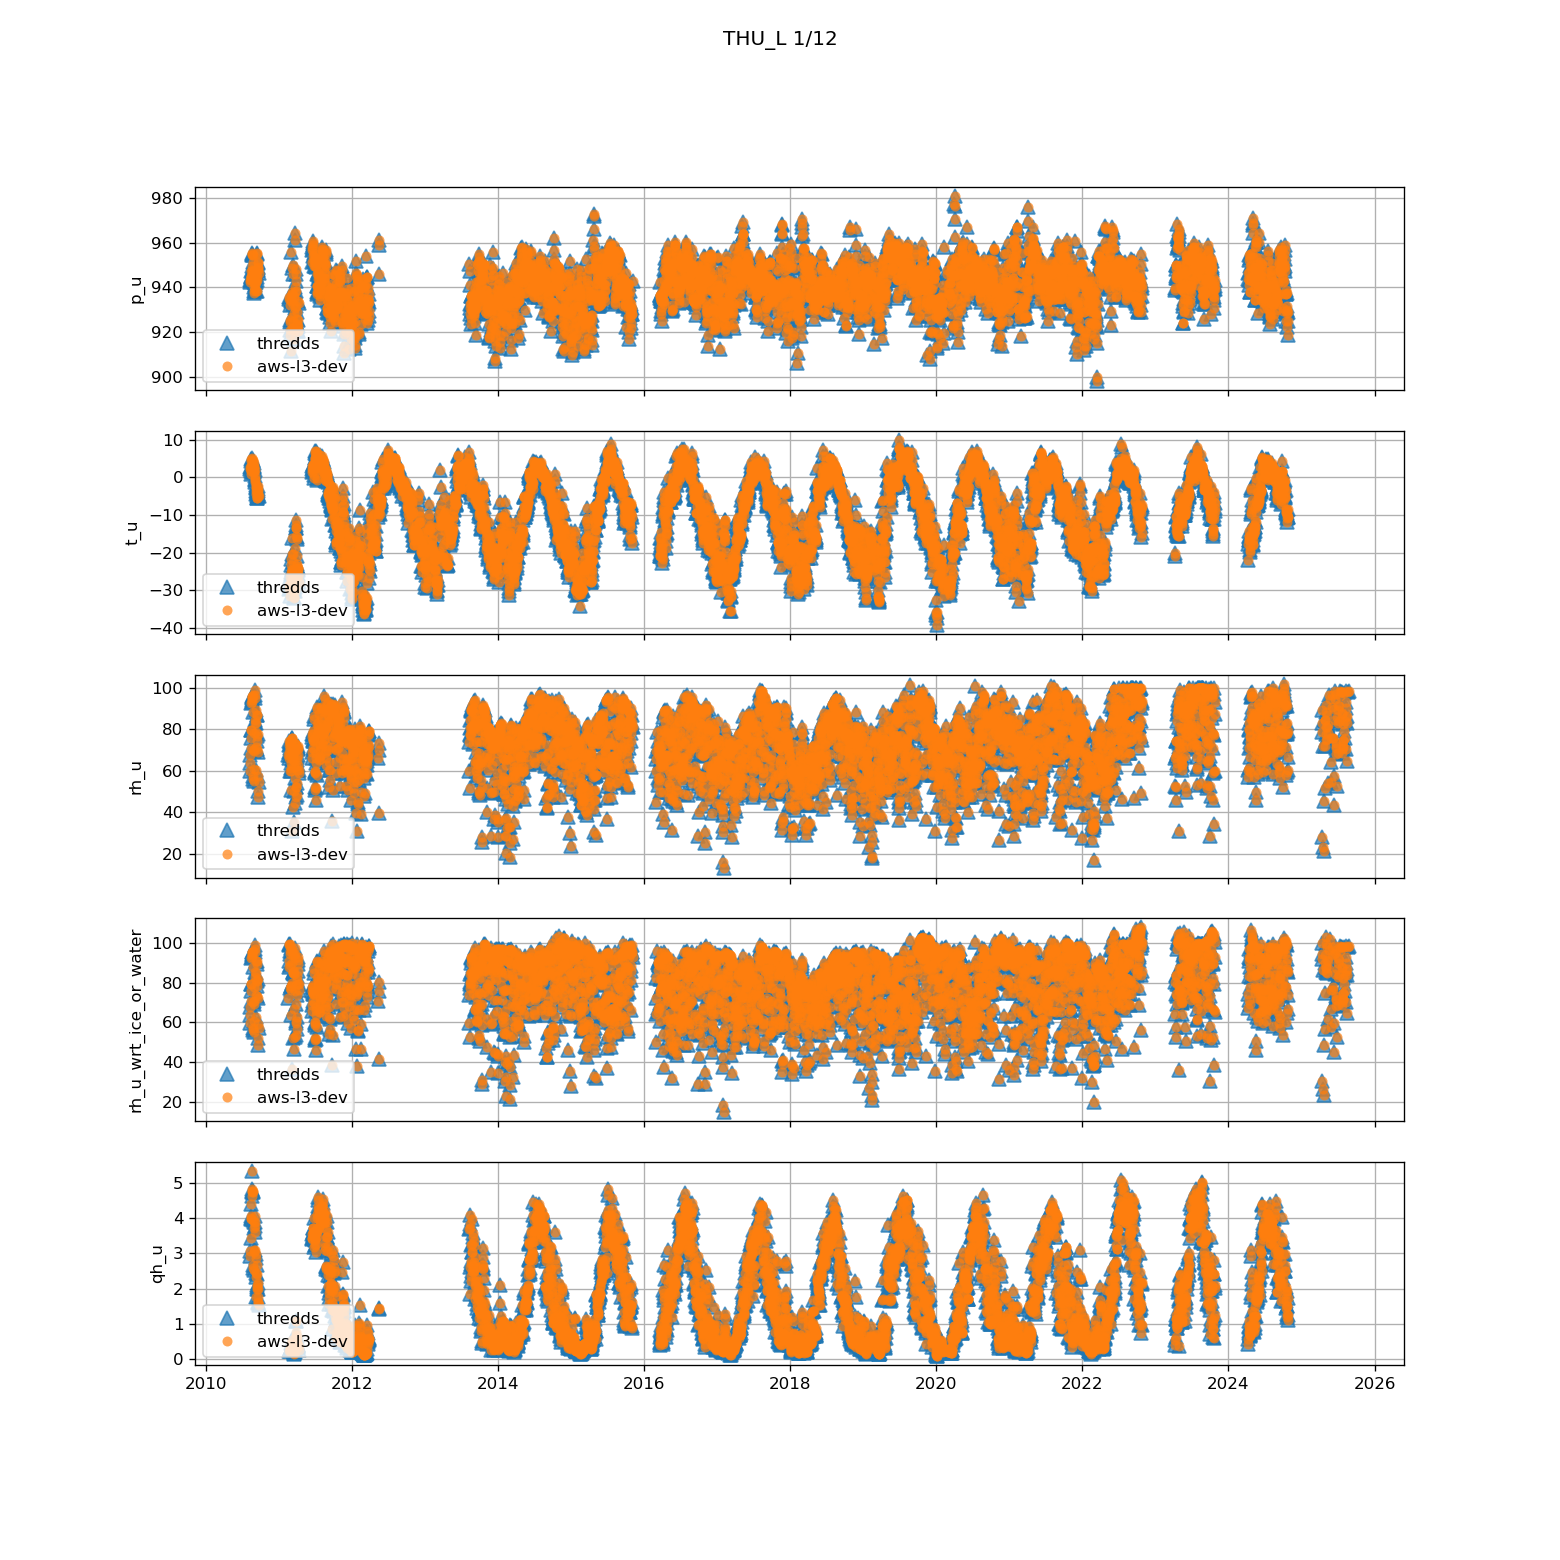 THU_L 1/12
980
960
940
920
900
p_u
thredds
aws-l3-dev
10
0
−10
−20
−30
−40
t_u
thredds
aws-l3-dev
100
80
60
40
20
rh_u
thredds
aws-l3-dev
100
80
60
40
20
rh_u_wrt_ice_or_water
thredds
aws-l3-dev
5
4
3
2
1
0
qh_u
thredds
aws-l3-dev
2010 2012 2014 2016 2018 2020 2022 2024 2026